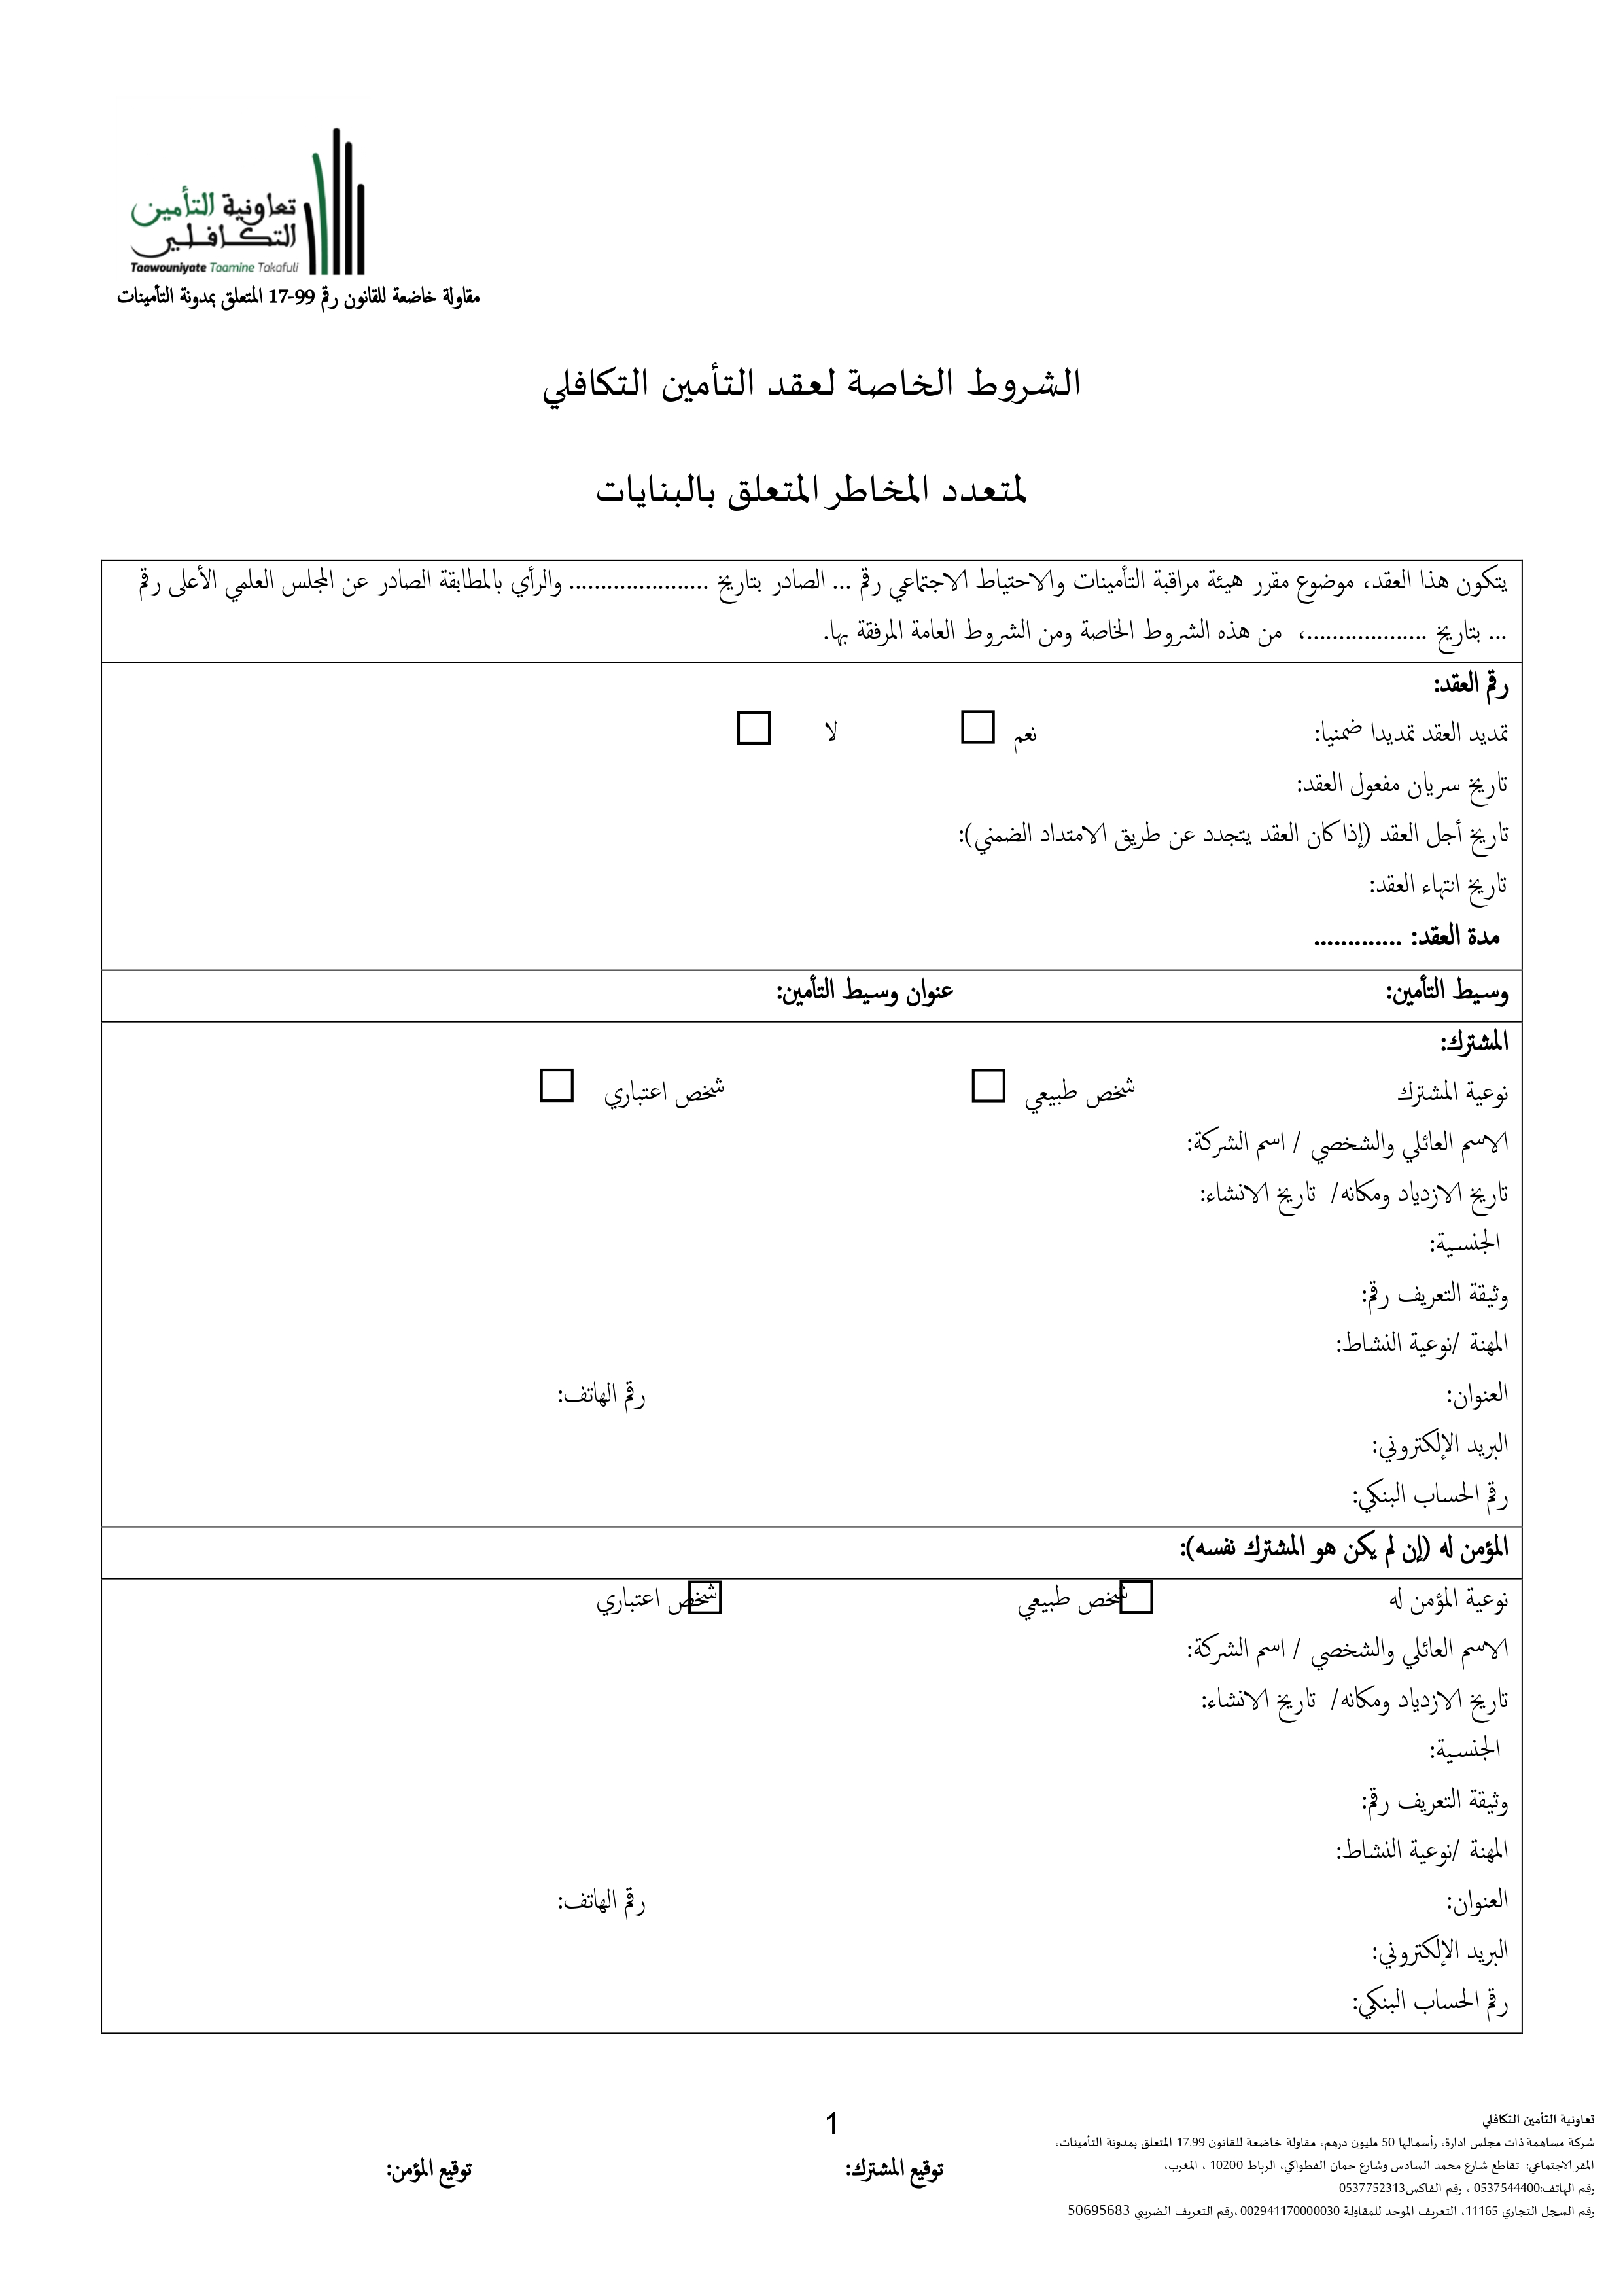 تعاونية التأمين
التكافلي
Taawouniyate Taamine Takafuli
مقاولة خاضعة للقانون رقم 99-17 المتعلق بمدونة التأمينات
الشروط الخاصة لعقد التأمين التكافلي
لمتعدد المخاطر المتعلق بالبنايات
يتكون هذا العقد، موضوع مقرر هيئة مراقبة التأمينات والاحتياط الاجتماعي رقم ... الصادر بتاريخ ...................... والرأي بالمطابقة الصادر عن المجلس العلمي الأعلى رقم
... بتاريخ ...................، من هذه الشروط الخاصة ومن الشروط العامة المرفقة بها.
رقم العقد:
تمديد العقد تمديدا ضمنيا: نعم ☐ لا ☐
تاريخ سريان مفعول العقد:
تاريخ أجل العقد (إذا كان العقد يتجدد عن طريق الامتداد الضمني):
تاريخ انتهاء العقد:
مدة العقد: .............
وسيط التأمين: عنوان وسيط التأمين:
المشترك:
نوعية المشترك شخص طبيعي ☐ شخص اعتباري ☐
الاسم العائلي والشخصي / اسم الشركة:
تاريخ الازدياد ومكانه/ تاريخ الانشاء:
الجنسية:
وثيقة التعريف رقم:
المهنة /نوعية النشاط:
العنوان: رقم الهاتف:
البريد الإلكتروني:
رقم الحساب البنكي:
المؤمن له (إن لم يكن هو المشترك نفسه):
نوعية المؤمن له ☐ شخص طبيعي ☐ شخص اعتباري
الاسم العائلي والشخصي / اسم الشركة:
تاريخ الازدياد ومكانه/ تاريخ الانشاء:
الجنسية:
وثيقة التعريف رقم:
المهنة /نوعية النشاط:
العنوان: رقم الهاتف:
البريد الإلكتروني:
رقم الحساب البنكي:
1
توقيع المشترك: توقيع المؤمن:
تعاونية التأمين التكافلي
شركة مساهمة ذات مجلس ادارة، رأسمالها 50 مليون درهم، مقاولة خاضعة للقانون 17.99 المتعلق بمدونة التأمينات،
المقر الاجتماعي: تقاطع شارع محمد السادس وشارع حمان الفطواكي، الرباط 10200 ، المغرب،
رقم الهاتف:0537544400 ، رقم الفاكس0537752313
رقم السجل التجاري 11165، التعريف الموحد للمقاولة 002941170000030 ،رقم التعريف الضريبي 50695683